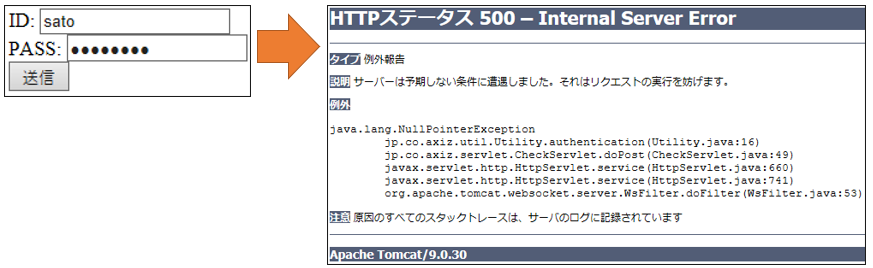 ID: sato
PASS: ●●●●●●●●
送信
HTTPステータス 500 – Internal Server Error
タイプ 例外報告
説明 サーバーは予期しない条件に遭遇しました。それはリクエストの実行を妨げます。
例外
java.lang.NullPointerException
jp.co.axiz.util.Utility.authentication(Utility.java:16)
jp.co.axiz.servlet.CheckServlet.doPost(CheckServlet.java:49)
javax.servlet.http.HttpServlet.service(HttpServlet.java:660)
javax.servlet.http.HttpServlet.service(HttpServlet.java:741)
org.apache.tomcat.websocket.server.WsFilter.doFilter(WsFilter.java:53)
注意 原因のすべてのスタックトレースは、サーバのログに記録されています
Apache Tomcat/9.0.30